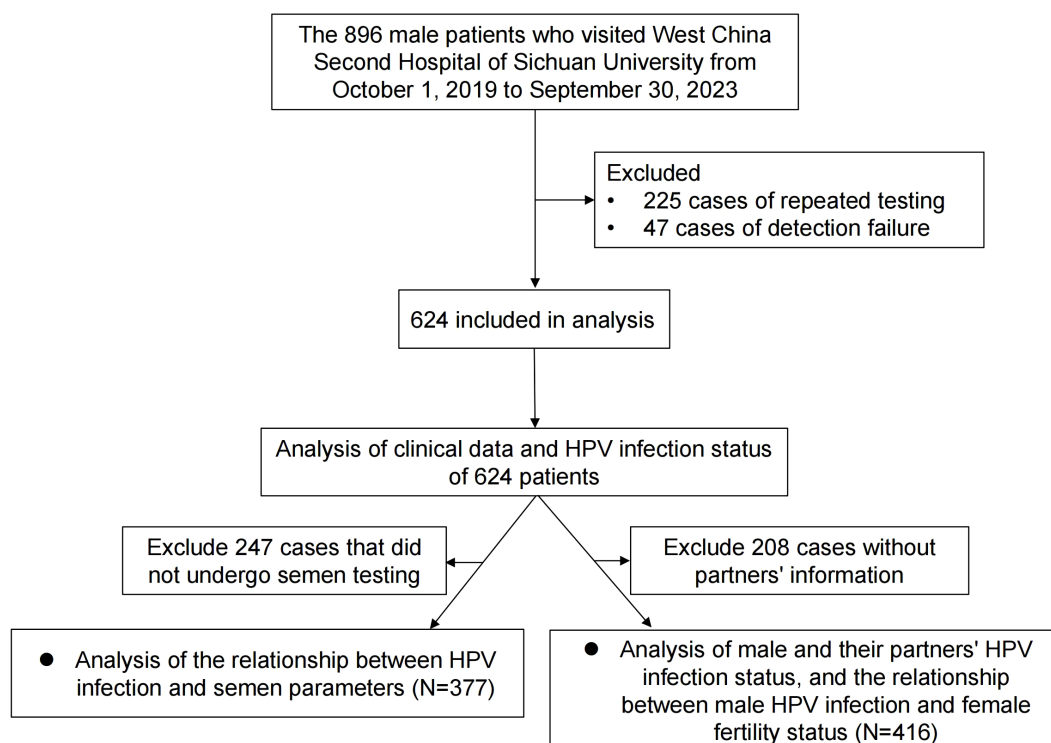 The 896 male patients who visited West China
Second Hospital of Sichuan University from
October 1, 2019 to September 30, 2023
Excluded
• 225 cases of repeated testing
• 47 cases of detection failure
624 included in analysis
Analysis of clinical data and HPV infection status
of 624 patients
Exclude 247 cases that did
not undergo semen testing
Exclude 208 cases without
partners' information
● Analysis of the relationship between HPV
infection and semen parameters (N=377)
● Analysis of male and their partners' HPV
infection status, and the relationship
between male HPV infection and female
fertility status (N=416)